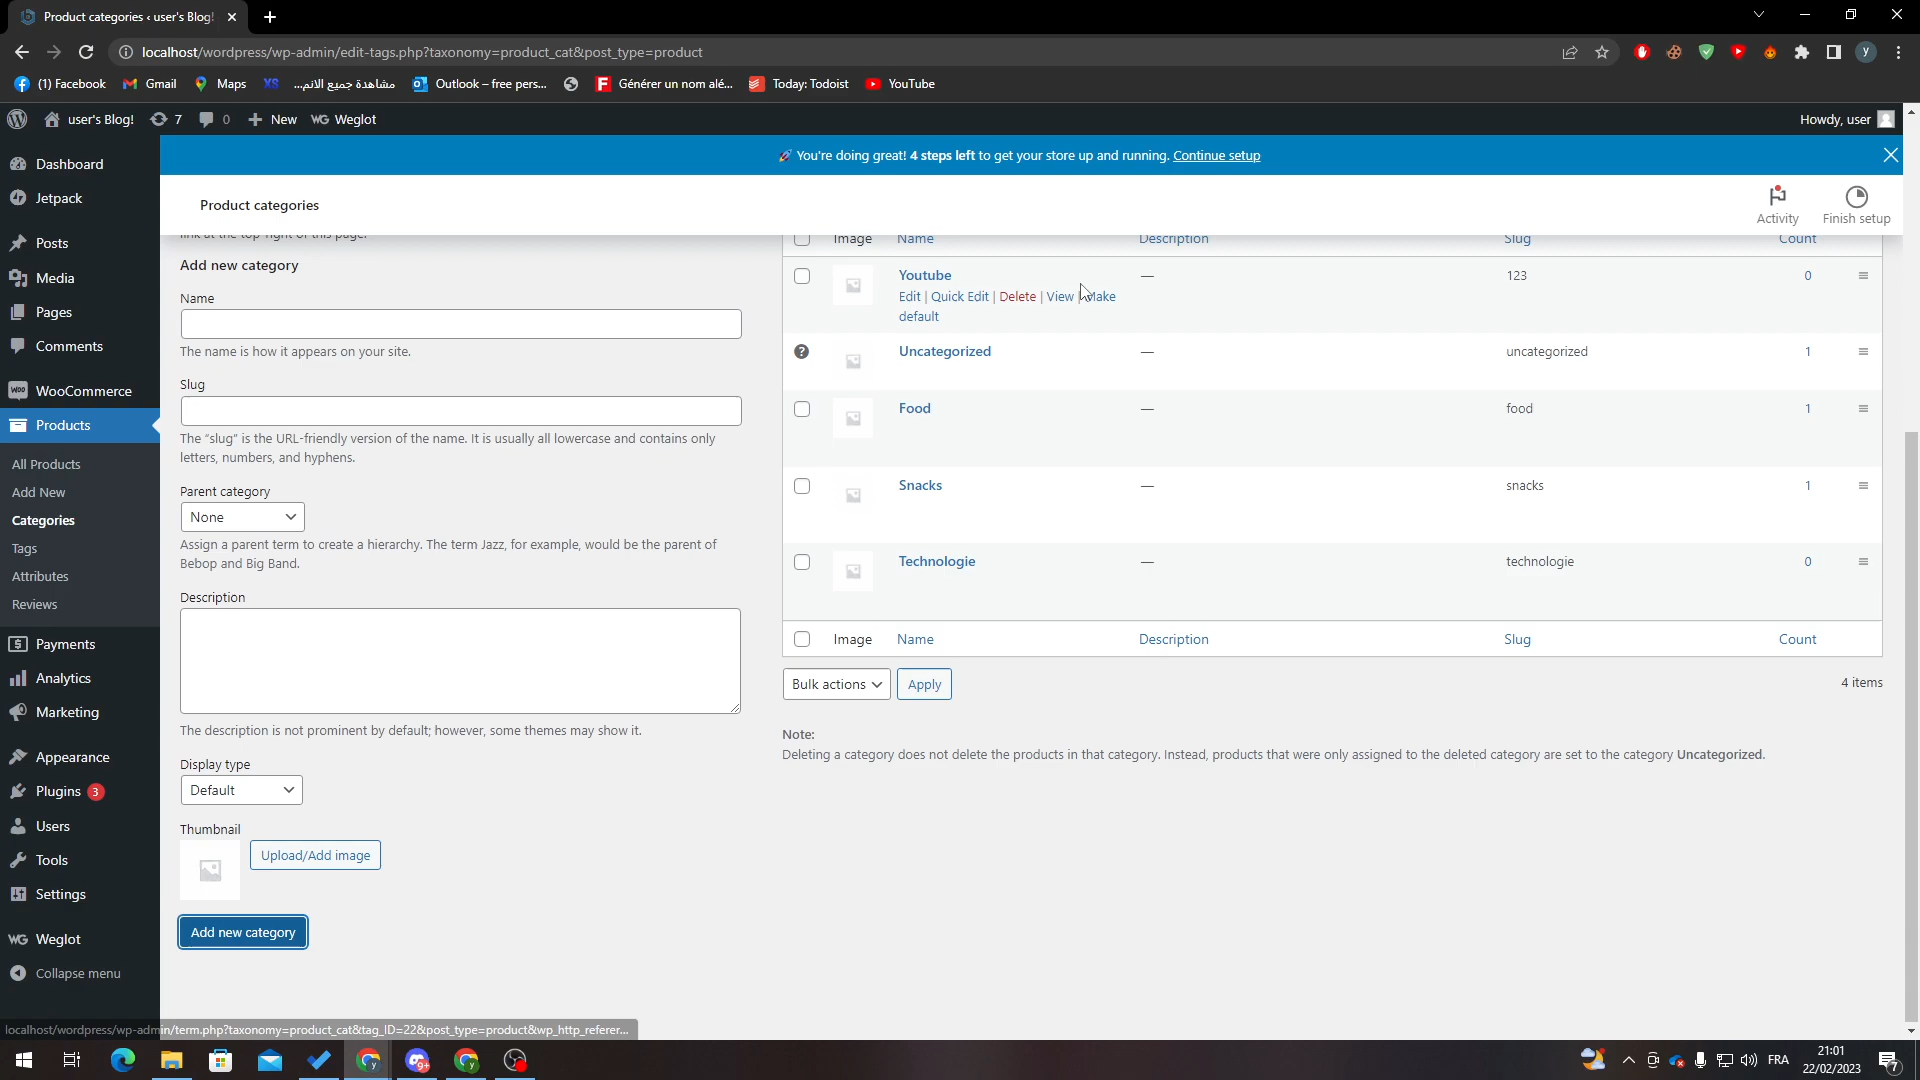 Product categories ‹ user's Blog!
localhost/wordpress/wp-admin/edit-tags.php?taxonomy=product_cat&post_type=product
(1) Facebook
Gmail
Maps
XS
مشاهدة جميع الانم...
Outlook – free pers...
Générer un nom alé...
Today: Todoist
YouTube
user's Blog!
7
0
New
WG Weglot
Howdy, user
🚀 You're doing great! 4 steps left to get your store up and running. Continue setup
Dashboard
Jetpack
Posts
Media
Pages
Comments
WooCommerce
Products
All Products
Add New
Categories
Tags
Attributes
Reviews
Payments
Analytics
Marketing
Appearance
Plugins 3
Users
Tools
Settings
WG Weglot
Collapse menu
Product categories
Activity
Finish setup
link at the top-right of this page.
Add new category
Name
The name is how it appears on your site.
Slug
The “slug” is the URL-friendly version of the name. It is usually all lowercase and contains only
letters, numbers, and hyphens.
Parent category
None
Assign a parent term to create a hierarchy. The term Jazz, for example, would be the parent of
Bebop and Big Band.
Description
The description is not prominent by default; however, some themes may show it.
Display type
Default
Thumbnail
Upload/Add image
Add new category
Image Name Description Slug Count
Youtube — 123 0
Edit | Quick Edit | Delete | View | Make
default
Uncategorized — uncategorized 1
Food — food 1
Snacks — snacks 1
Technologie — technologie 0
Image Name Description Slug Count
Bulk actions Apply
4 items
Note:
Deleting a category does not delete the products in that category. Instead, products that were only assigned to the deleted category are set to the category Uncategorized.
localhost/wordpress/wp-admin/term.php?taxonomy=product_cat&tag_ID=22&post_type=product&wp_http_referer...
9+
FRA
21:01
22/02/2023
7